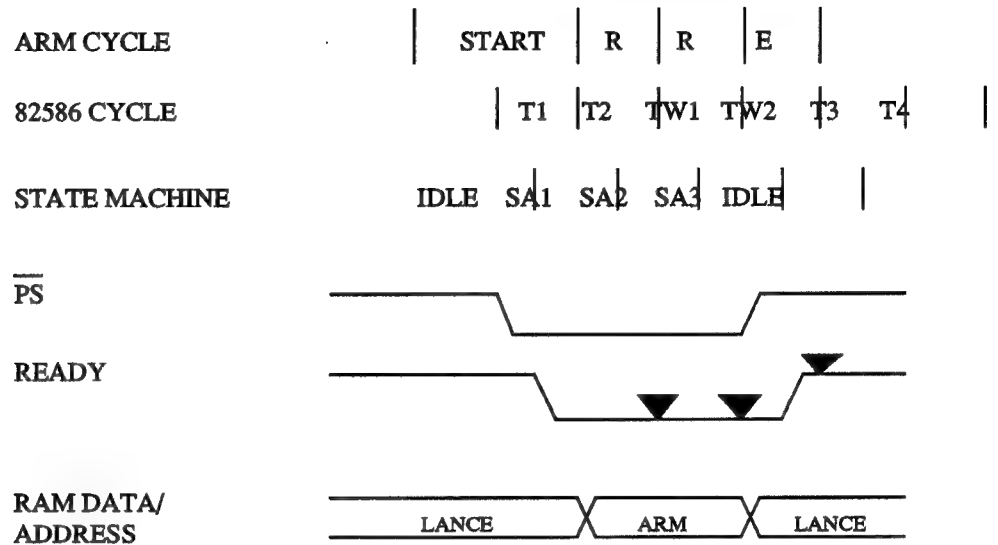 ARM CYCLE START R R E
82586 CYCLE T1 T2 TW1 TW2 T3 T4
STATE MACHINE IDLE SA1 SA2 SA3 IDLE
PS
READY
RAM DATA/
ADDRESS LANCE ARM LANCE